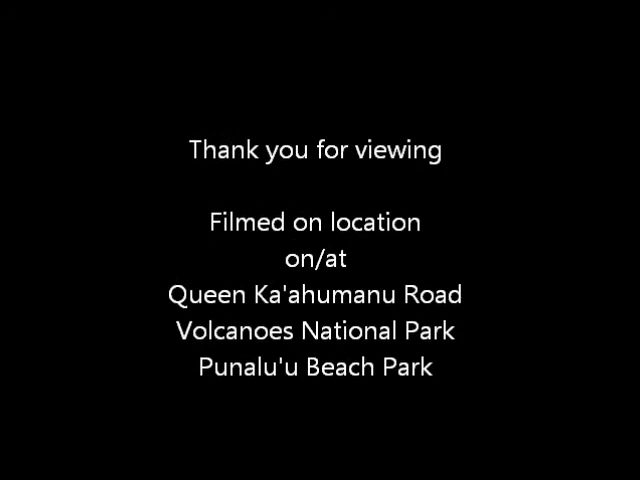 Thank you for viewing
Filmed on location
on/at
Queen Ka'ahumanu Road
Volcanoes National Park
Punalu'u Beach Park